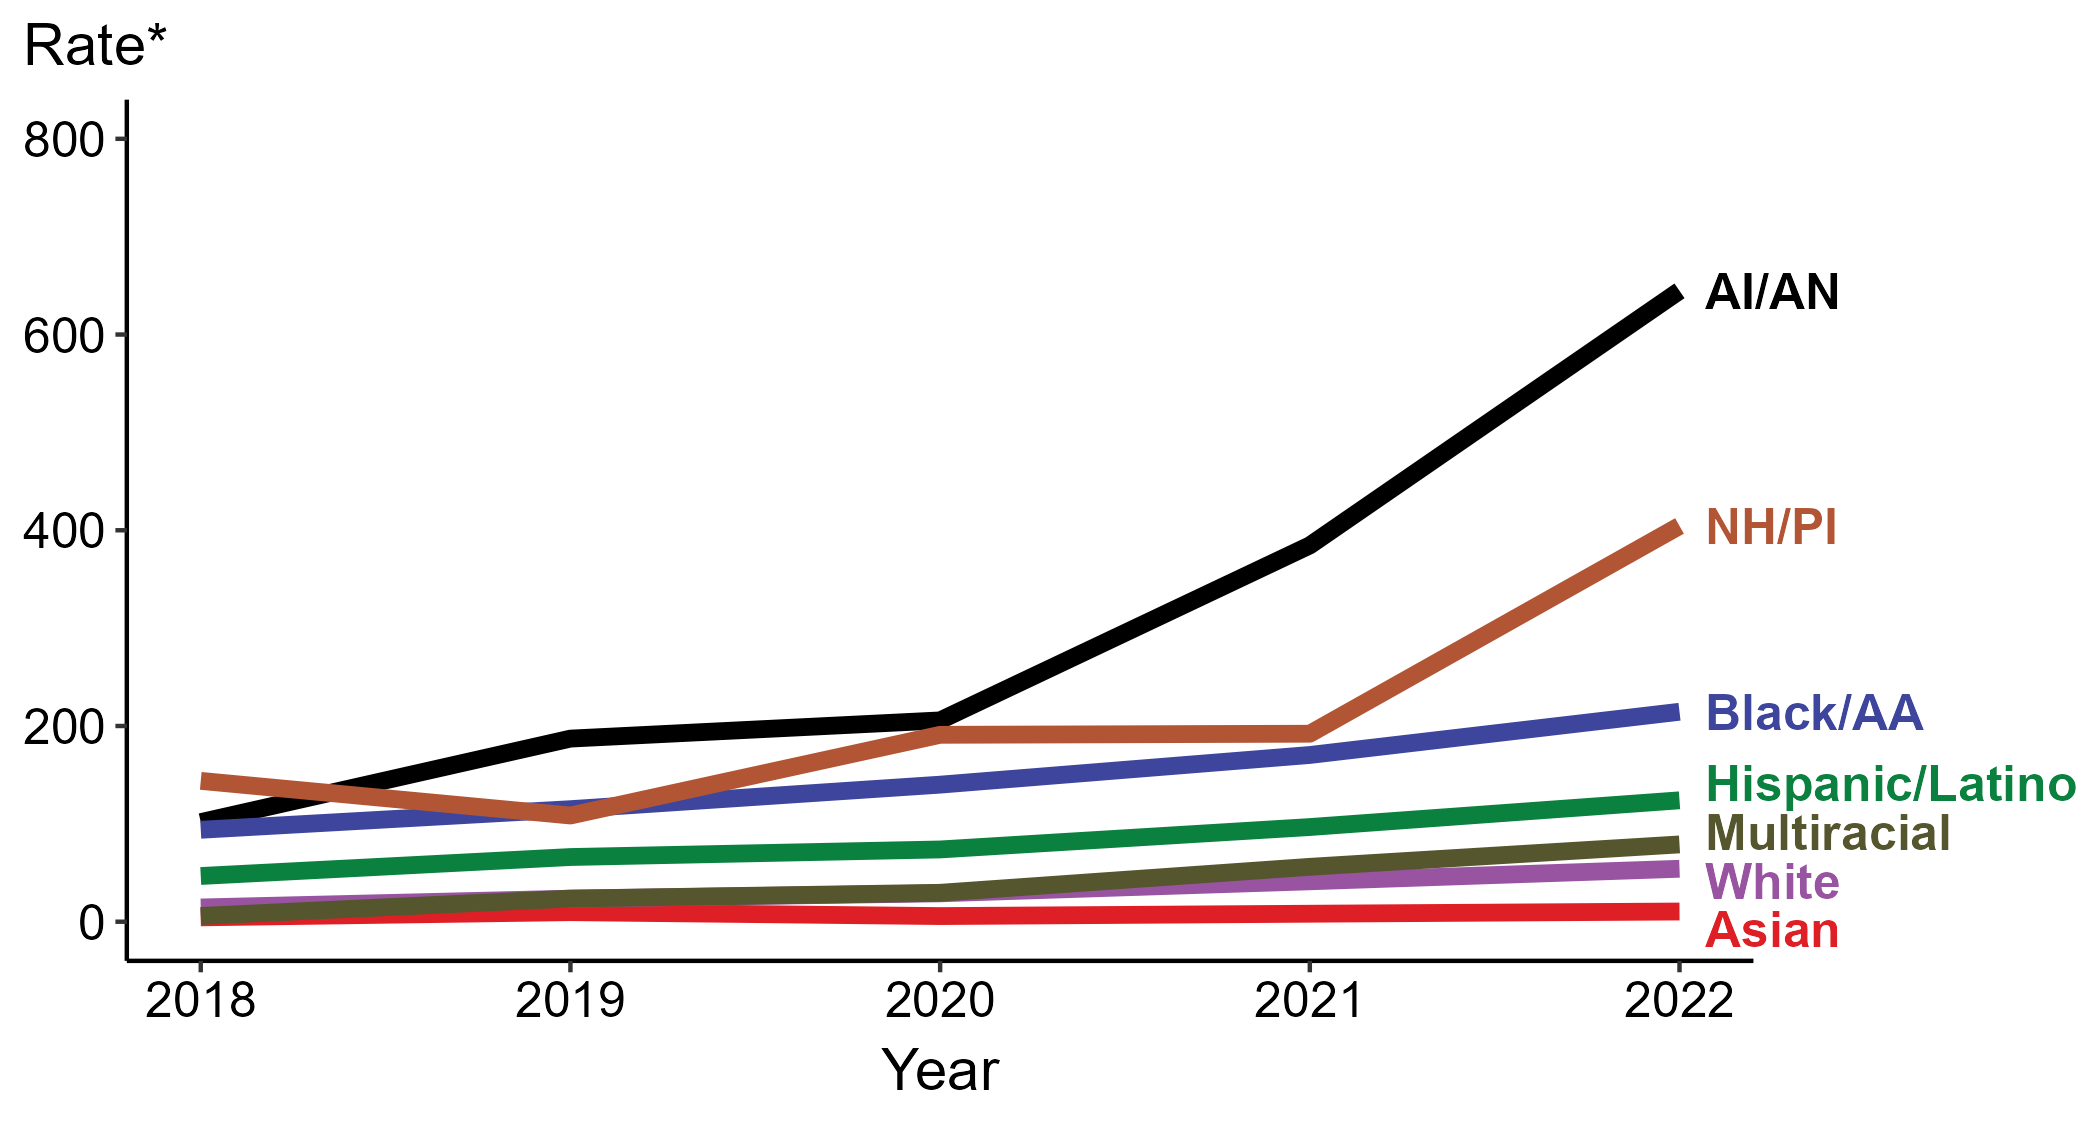 Rate*
800
600
400
200
0
AI/AN
NH/PI
Black/AA
Hispanic/Latino
Multiracial
White
Asian
2018 2019 2020 2021 2022
Year